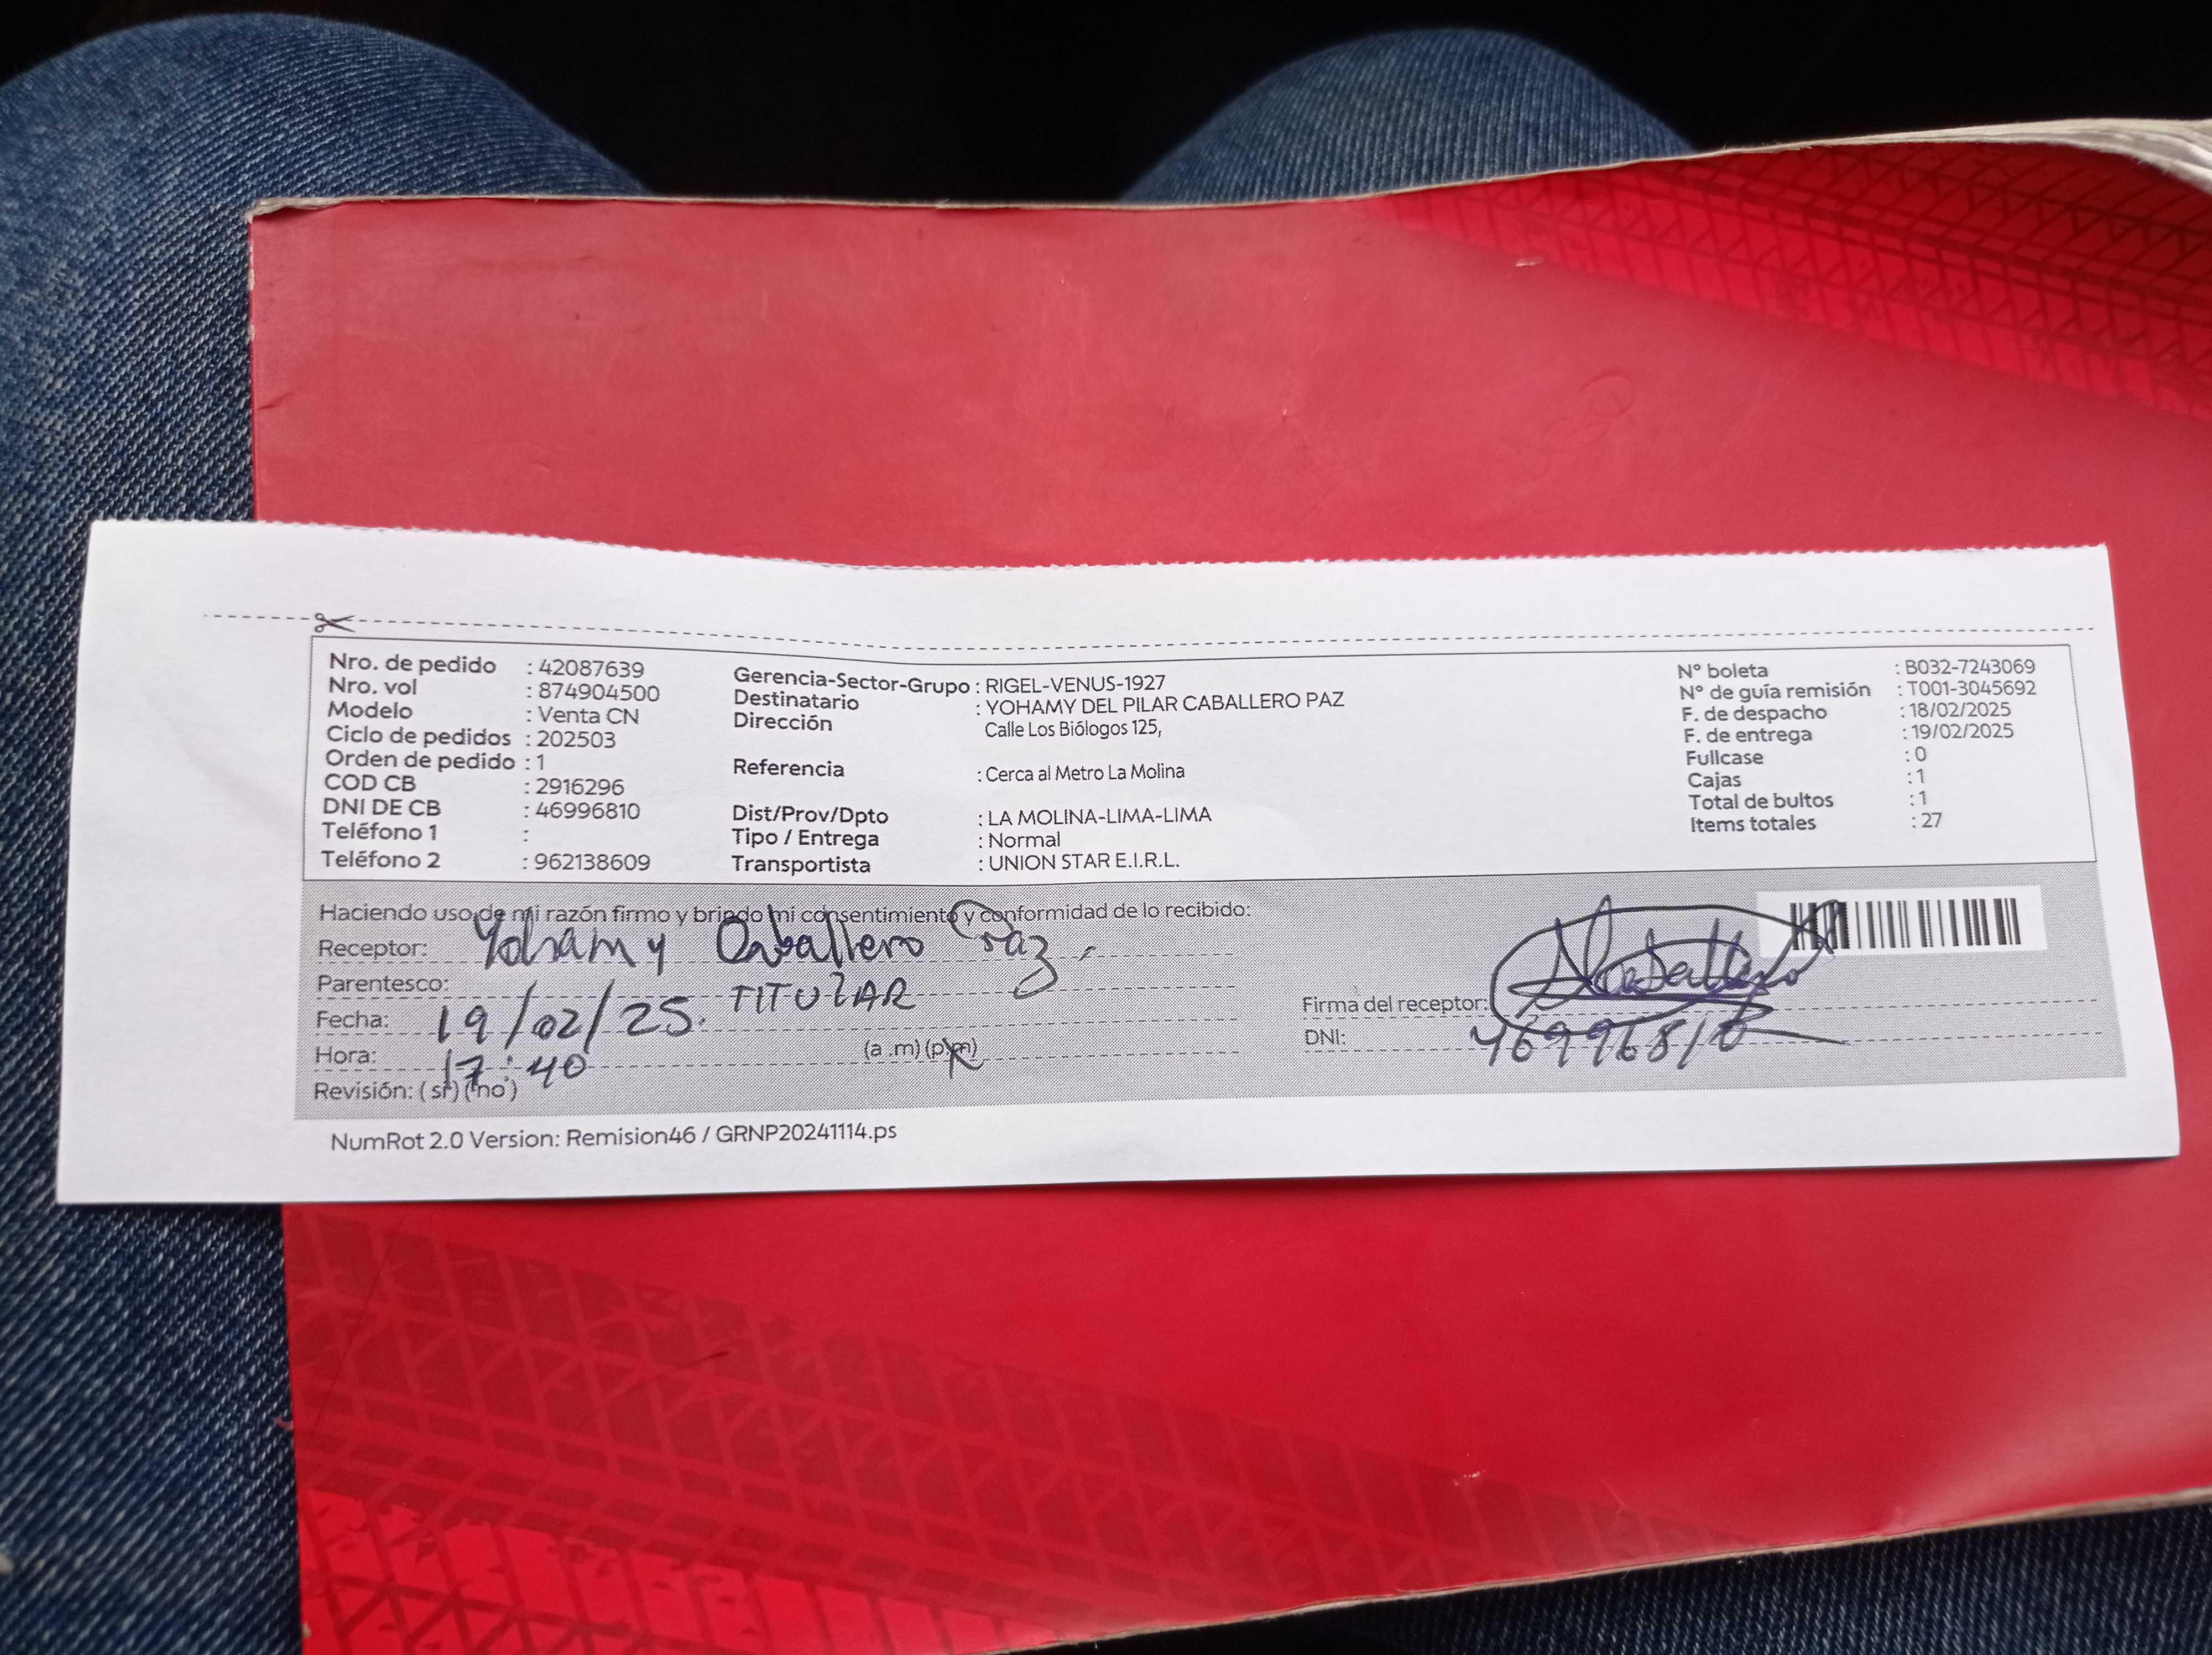 Nro. de pedido : 42087639
Nro. vol : 874904500
Modelo : Venta CN
Ciclo de pedidos : 202503
Orden de pedido : 1
COD CB : 2916296
DNI DE CB : 46996810
Teléfono 1 :
Teléfono 2 : 962138609
Gerencia-Sector-Grupo : RIGEL-VENUS-1927
Destinatario : YOHAMY DEL PILAR CABALLERO PAZ
Dirección Calle Los Biólogos 125,
Referencia : Cerca al Metro La Molina
Dist/Prov/Dpto : LA MOLINA-LIMA-LIMA
Tipo / Entrega : Normal
Transportista : UNION STAR E.I.R.L.
N° boleta : B032-7243069
N° de guía remisión : T001-3045692
F. de despacho : 18/02/2025
F. de entrega : 19/02/2025
Fullcase : 0
Cajas : 1
Total de bultos : 1
Items totales : 27
Haciendo uso de mi razón firmo y brindo mi consentimiento y conformidad de lo recibido:
Receptor: Yohamy Caballero Paz
Parentesco: TITULAR
Fecha: 19/02/25.
Hora: 17:40 (a .m) (p.m)
Revisión: ( si ) ( no )
Firma del receptor:
DNI: 46996810
NumRot 2.0 Version: Remision46 / GRNP20241114.ps